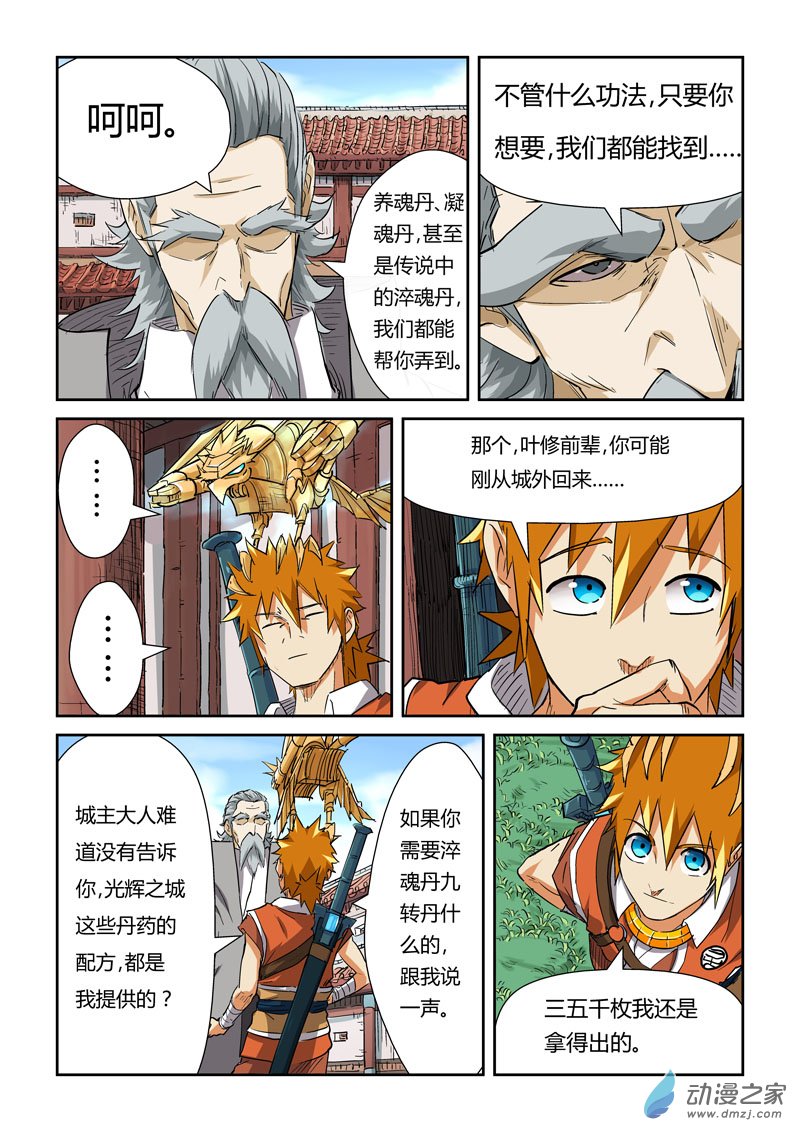 呵呵。
养魂丹、凝
魂丹，甚至
是传说中
的淬魂丹，
我们都能
帮你弄到。
不管什么功法，只要你
想要，我们都能找到……
……
……
那个，叶修前辈，你可能
刚从城外回来……
城主大人难
道没有告诉
你，光辉之城
这些丹药的
配方，都是
我提供的？
如果你
需要淬
魂丹九
转丹什
么的，
跟我说
一声。
三五千枚我还是
拿得出的。
动漫之家
www.dmzj.com